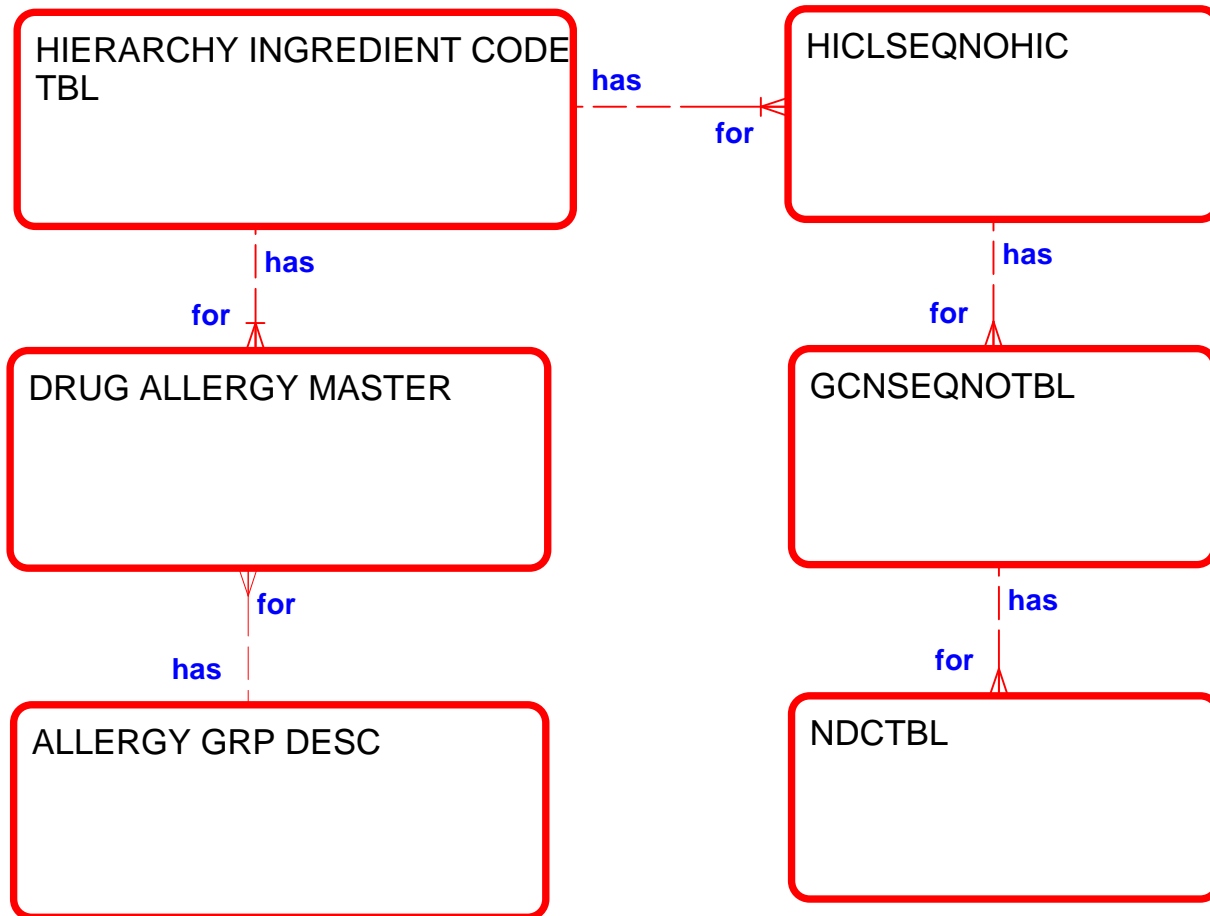 HIERARCHY INGREDIENT CODE
TBL
has
for
HICLSEQNOHIC
has
for
has
for
DRUG ALLERGY MASTER
GCNSEQNOTBL
for
has
has
for
ALLERGY GRP DESC
NDCTBL